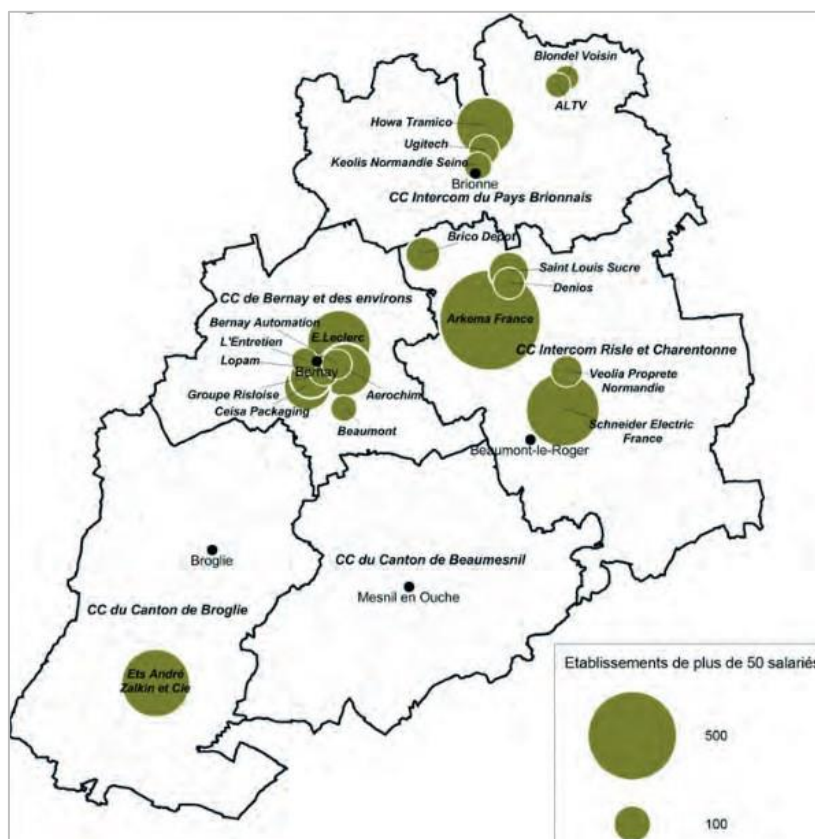 Blondel Voisin
ALTV
Howa Tramico
Ugitech
Keolis Normandie Seine
Brionne
CC Intercom du Pays Brionnais
Brico Depot
Saint Louis Sucre
Denios
CC de Bernay et des environs
Bernay Automation
E.Leclerc
Arkema France
L'Entretien
CC Intercom Risle et Charentonne
Lopam
Bernay
Veolia Proprete
Normandie
Groupe Risloise
Aerochim
Ceisa Packaging
Beaumont
Schneider Electric
France
Beaumont-le-Roger
Broglie
CC du Canton de Beaumesnil
Mesnil en Ouche
CC du Canton de Broglie
Ets André
Zalkin et Cie
Etablissements de plus de 50 salariés
500
100